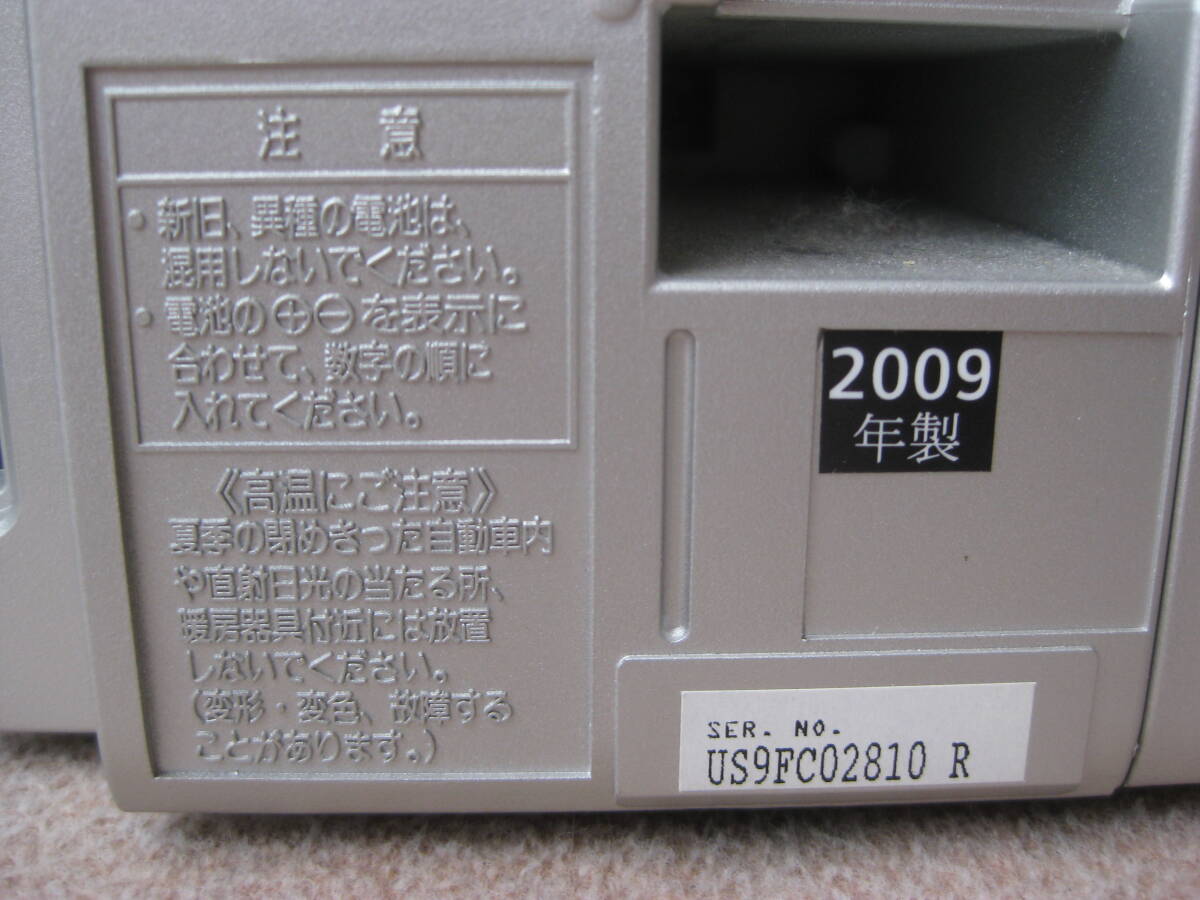 注 意
・新旧、異種の電池は、
混用しないでください。
・電池の⊕⊖を表示に
合わせて、数字の順に
入れてください。
《高温にご注意》
夏季の閉めきった自動車内
や直射日光の当たる所、
暖房器具付近には放置
しないでください。
(変形・変色、故障する
ことがあります。)
2009
年製
SER. NO.
US9FC02810 R